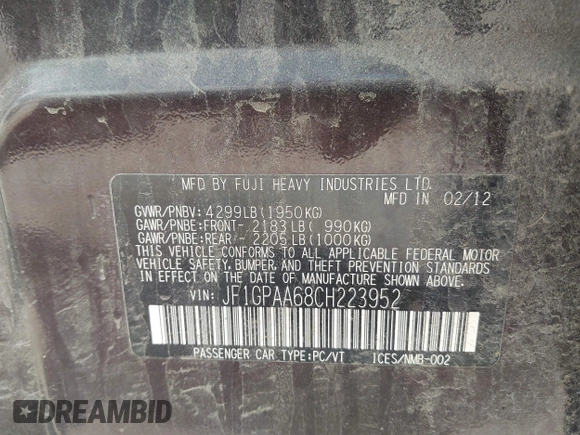 MFD BY FUJI HEAVY INDUSTRIES LTD.
MFD IN 02/12
GVWR/PNBV: 4299LB(1950KG)
GAWR/PNBE:FRONT- 2183LB( 990KG)
GAWR/PNBE:REAR - 2205LB(1000KG)
THIS VEHICLE CONFORMS TO ALL APPLICABLE FEDERAL MOTOR
VEHICLE SAFETY, BUMPER, AND THEFT PREVENTION STANDARDS
IN EFFECT ON THE DATE OF MANUFACTURE SHOWN ABOVE.
VIN: JF1GPAA68CH223952
PASSENGER CAR TYPE:PC/VT ICES/NMB-002
DREAMBID